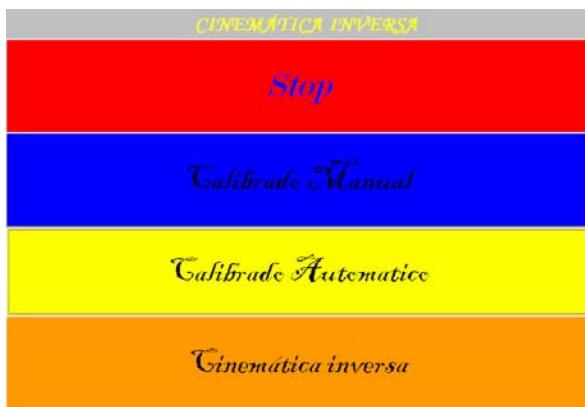 CINEMÁTICA INVERSA
Stop
Calibrado Manual
Calibrado Automatico
Cinemática inversa